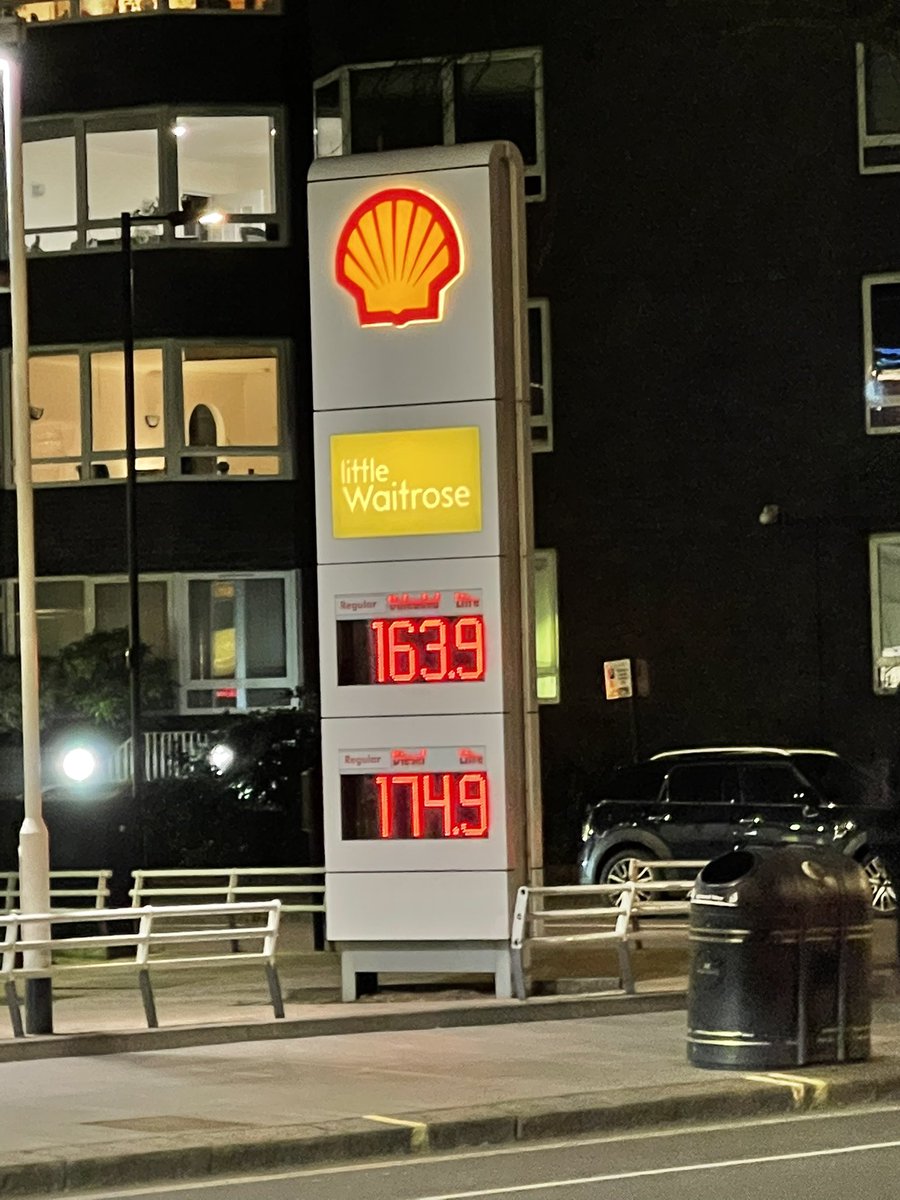 little
Waitrose
Regular Unleaded Litre
163.9
Regular Diesel Litre
174.9